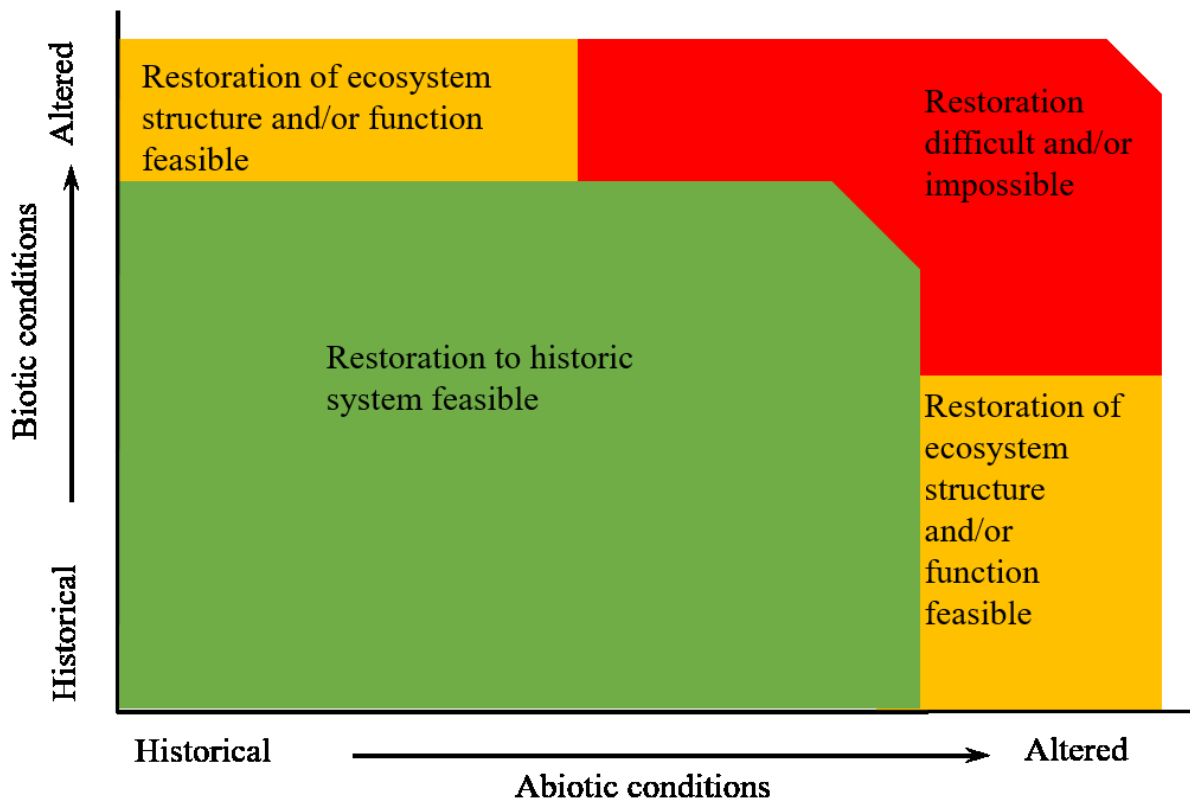 Altered
Biotic conditions
Historical
Restoration of ecosystem
structure and/or function
feasible
Restoration
difficult and/or
impossible
Restoration to historic
system feasible
Restoration of
ecosystem
structure
and/or
function
feasible
Historical
Altered
Abiotic conditions